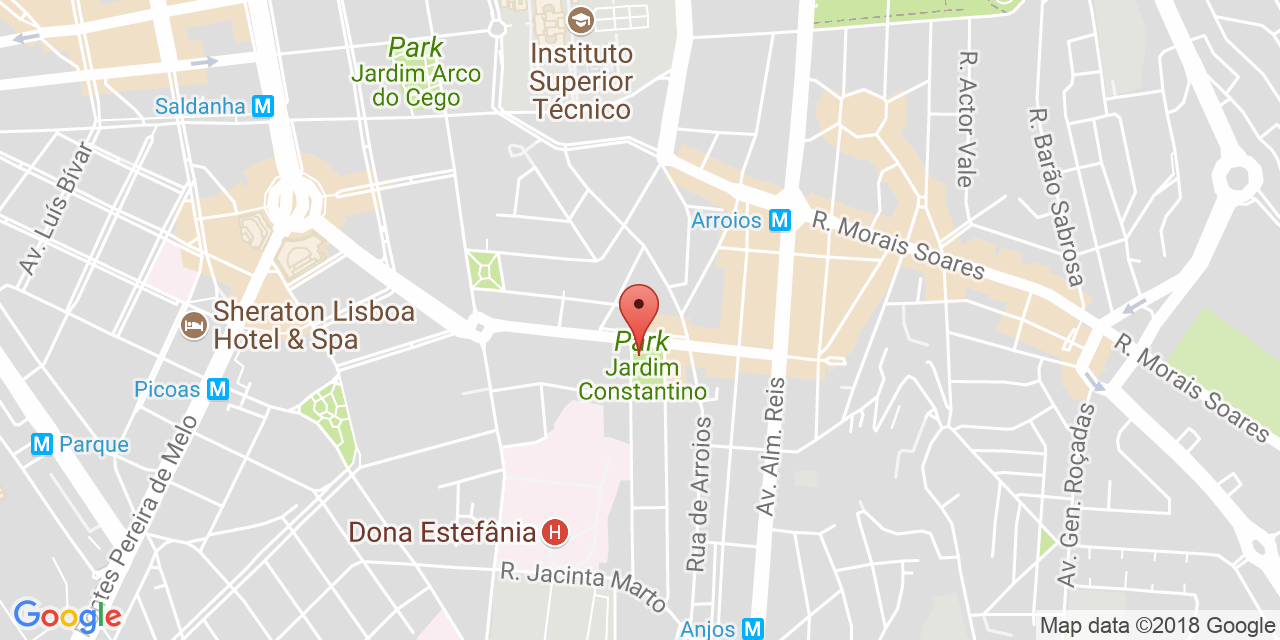 Park
Jardim Arco
do Cego
Instituto
Superior
Técnico
Saldanha M
R. Actor Vale
R. Barão Sabrosa
Av. Luís Bívar
Arroios M
R. Morais Soares
Sheraton Lisboa
Hotel & Spa
Park
Jardim
Constantino
R. Morais Soares
Picoas M
M Parque
Pereira de Melo
Rua de Arroios
Av. Alm. Reis
Av. Gen. Roçadas
Dona Estefânia H
R. Jacinta Marto
Anjos M
Google
Map data ©2018 Google